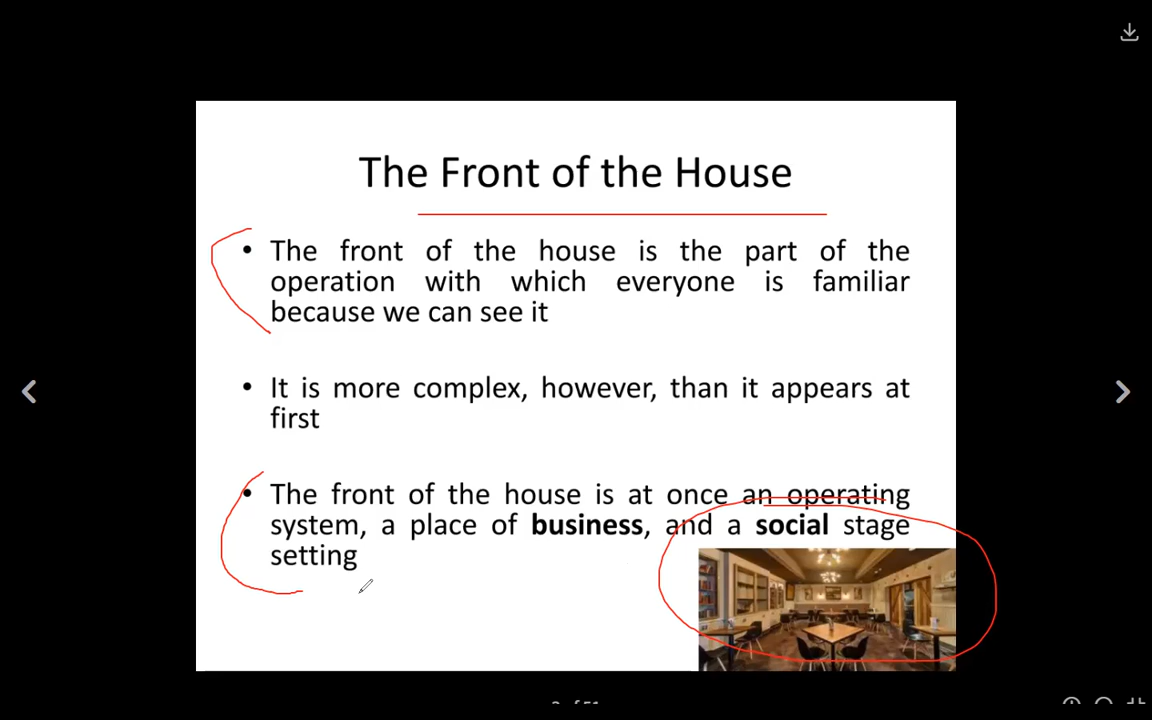 The Front of the House
• The front of the house is the part of the
operation with which everyone is familiar
because we can see it
• It is more complex, however, than it appears at
first
• The front of the house is at once an operating
system, a place of business, and a social stage
setting